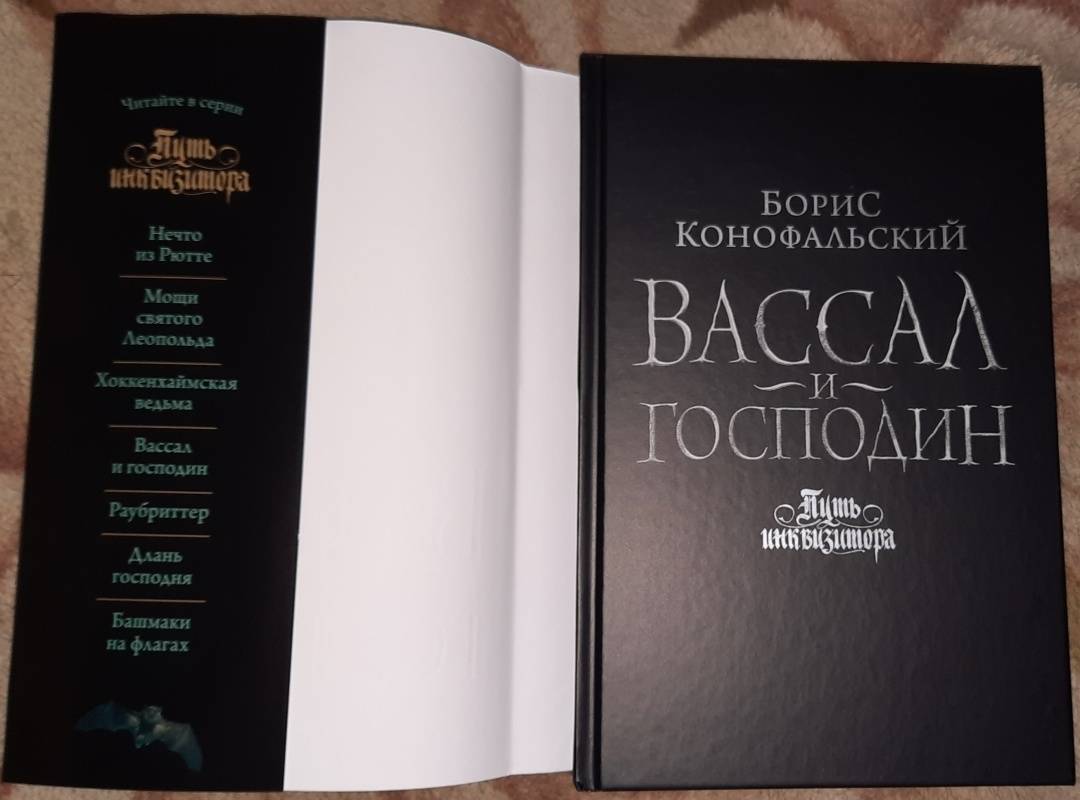 Читайте в серии
Путь
инквизитора
Нечто
из Рютте
Мощи
святого
Леопольда
Хоккенхаймская
ведьма
Вассал
и господин
Раубриттер
Длань
господня
Башмаки
на флагах
Борис
Конофальский
Вассал
и
господин
Путь
инквизитора